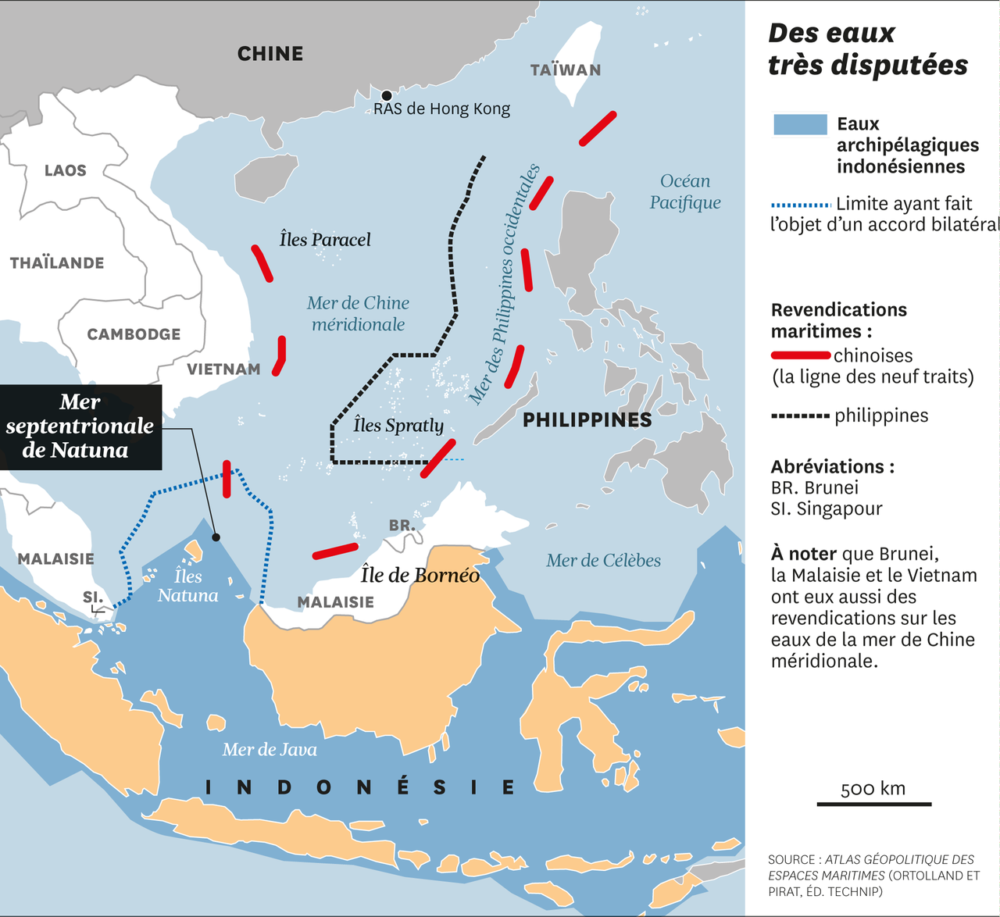 CHINE
TAÏWAN
RAS de Hong Kong
LAOS
Océan
Pacifique
Îles Paracel
THAÏLANDE
Mer de Chine
méridionale
Mer des Philippines occidentales
CAMBODGE
VIETNAM
Mer
septentrionale
de Natuna
Îles Spratly
PHILIPPINES
BR.
MALAISIE
Îles
Natuna
Île de Bornéo
Mer de Célèbes
SI.
MALAISIE
Mer de Java
INDONÉSIE
Des eaux
très disputées
Eaux
archipélagiques
indonésiennes
Limite ayant fait
l’objet d’un accord bilatéral
Revendications
maritimes :
chinoises
(la ligne des neuf traits)
philippines
Abréviations :
BR. Brunei
SI. Singapour
À noter que Brunei,
la Malaisie et le Vietnam
ont eux aussi des
revendications sur les
eaux de la mer de Chine
méridionale.
500 km
SOURCE : ATLAS GÉOPOLITIQUE DES
ESPACES MARITIMES (ORTOLLAND ET
PIRAT, ÉD. TECHNIP)